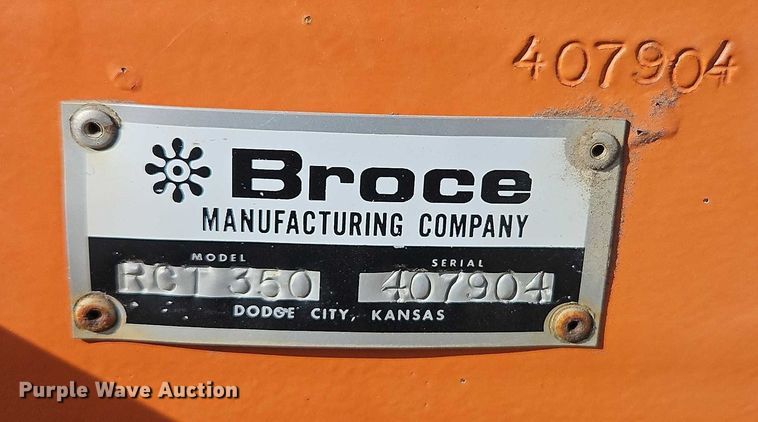 407904
Broce
MANUFACTURING COMPANY
MODEL SERIAL
RCT 350 407904
DODGE CITY, KANSAS
Purple Wave Auction